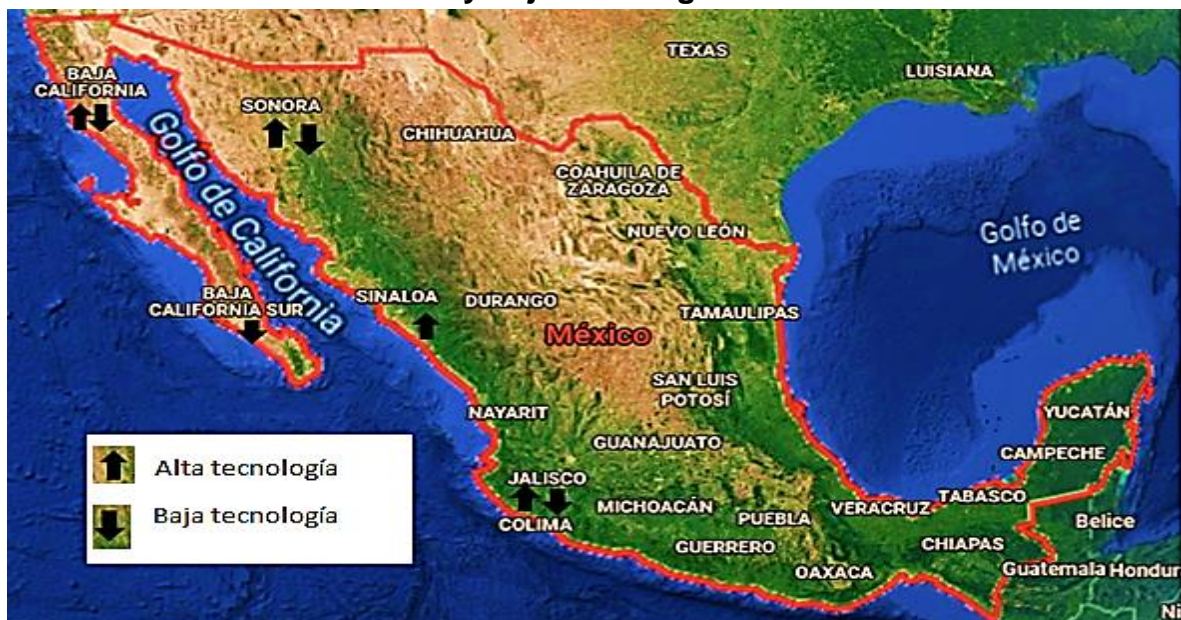 TEXAS
LUISIANA
BAJA
CALIFORNIA
SONORA
CHIHUAHUA
COAHUILA DE
ZARAGOZA
NUEVO LEÓN
Golfo de California
Golfo de
México
BAJA
CALIFORNIA SUR
SINALOA
DURANGO
TAMAULIPAS
México
SAN LUIS
POTOSÍ
NAYARIT
GUANAJUATO
YUCATÁN
CAMPECHE
JALISCO
COLIMA
MICHOACÁN
PUEBLA
VERACRUZ
TABASCO
Belice
GUERRERO
CHIAPAS
OAXACA
Guatemala
Hondur
Ni
Alta tecnología
Baja tecnología